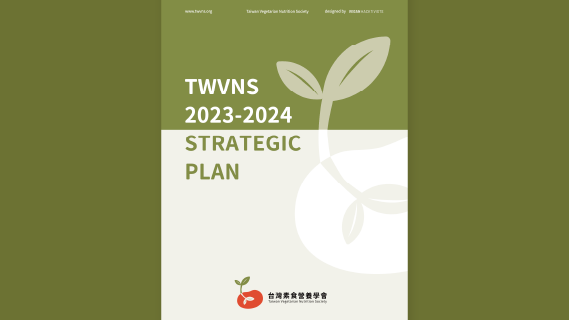 www.twvns.org
Taiwan Vegetarian Nutrition Society
designed by
TWVNS
2023-2024
STRATEGIC
PLAN
台灣素食營養學會
Taiwan Vegetarian Nutrition Society